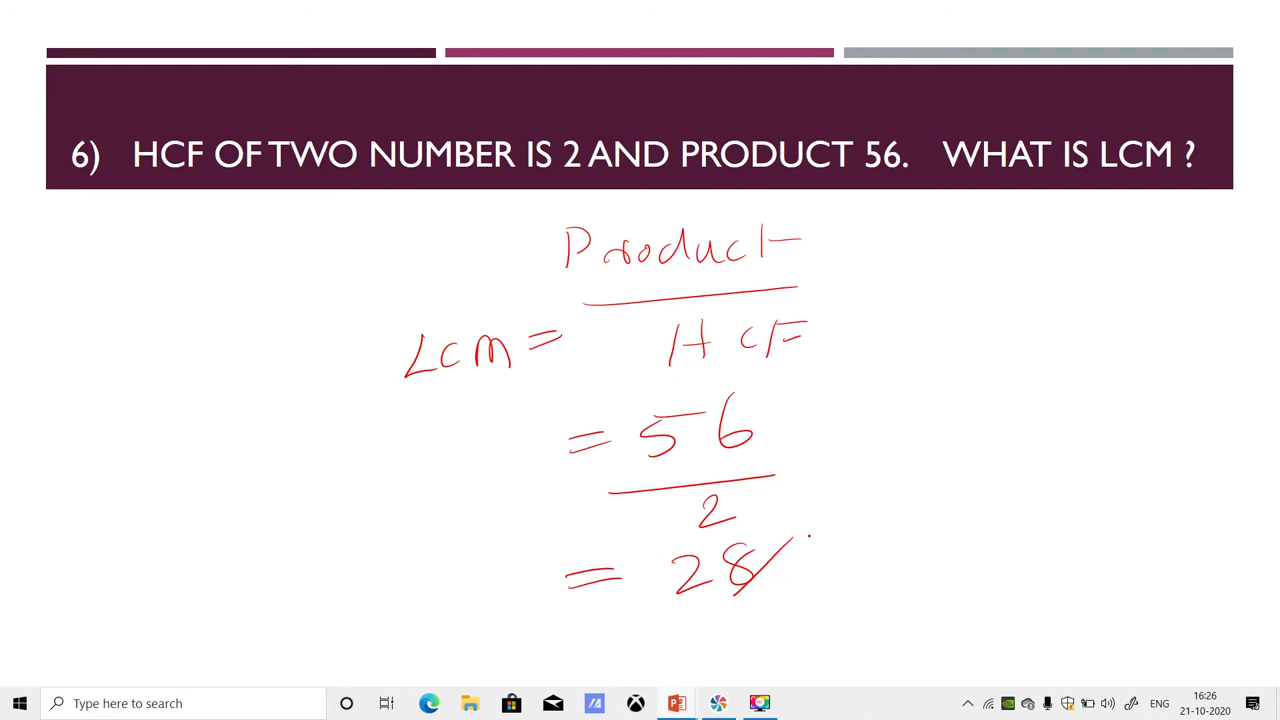 6) HCF OF TWO NUMBER IS 2 AND PRODUCT 56. WHAT IS LCM ?
Product
LCM =
HCF
= 56
2
= 28
Type here to search
ENG
16:26
21-10-2020